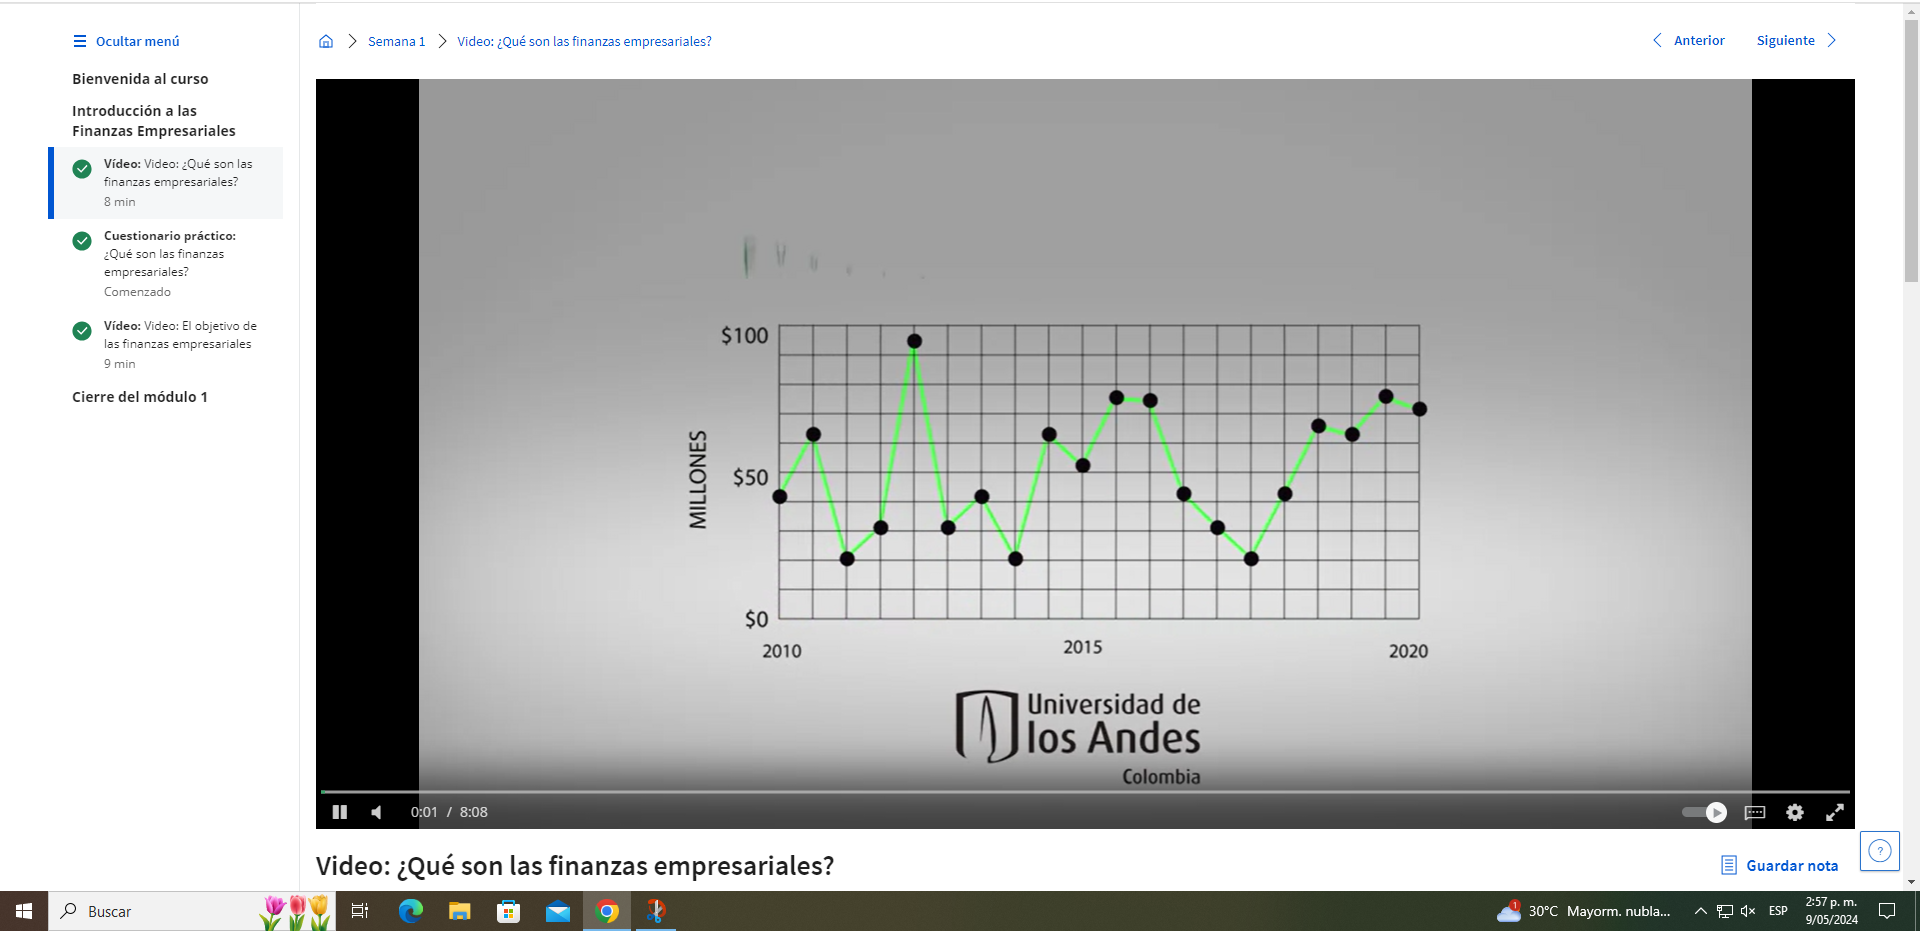 Ocultar menú
Semana 1
Video: ¿Qué son las finanzas empresariales?
Anterior
Siguiente
Bienvenida al curso
Introducción a las
Finanzas Empresariales
Vídeo: Video: ¿Qué son las
finanzas empresariales?
8 min
Cuestionario práctico:
¿Qué son las finanzas
empresariales?
Comenzado
Vídeo: Video: El objetivo de
las finanzas empresariales
9 min
Cierre del módulo 1
$100
$50
$0
MILLONES
2010
2015
2020
Universidad de
los Andes
Colombia
0:01 / 8:08
Video: ¿Qué son las finanzas empresariales?
Guardar nota
?
Buscar
1
30°C Mayorm. nubla...
ESP
2:57 p. m.
9/05/2024